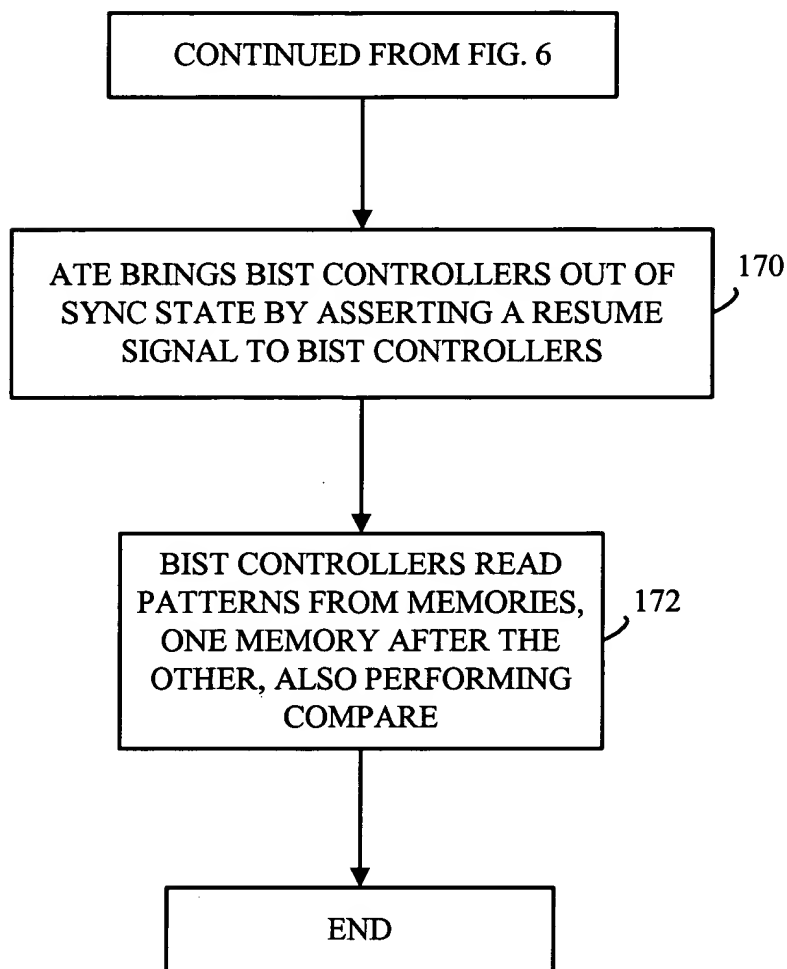 CONTINUED FROM FIG. 6
ATE BRINGS BIST CONTROLLERS OUT OF
SYNC STATE BY ASSERTING A RESUME
SIGNAL TO BIST CONTROLLERS
170
BIST CONTROLLERS READ
PATTERNS FROM MEMORIES,
ONE MEMORY AFTER THE
OTHER, ALSO PERFORMING
COMPARE
172
END